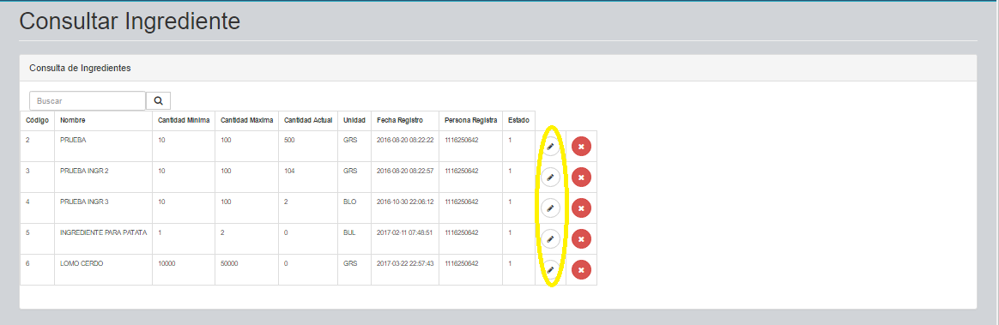 Consultar Ingrediente
Consulta de Ingredientes
Buscar
Código Nombre Cantidad Mínima Cantidad Máxima Cantidad Actual Unidad Fecha Registro Persona Registra Estado
2 PRUEBA 10 100 500 GRS 2016-08-20 08:22:22 1116250642 1
3 PRUEBA INGR 2 10 100 104 GRS 2016-08-20 08:22:57 1116250642 1
4 PRUEBA INGR 3 10 100 2 BLO 2016-10-30 22:06:12 1116250642 1
5 INGREDIENTE PARA PATATA 1 2 0 BUL 2017-02-11 07:48:51 1116250642 1
6 LOMO CERDO 10000 50000 0 GRS 2017-03-22 22:57:43 1116250642 1